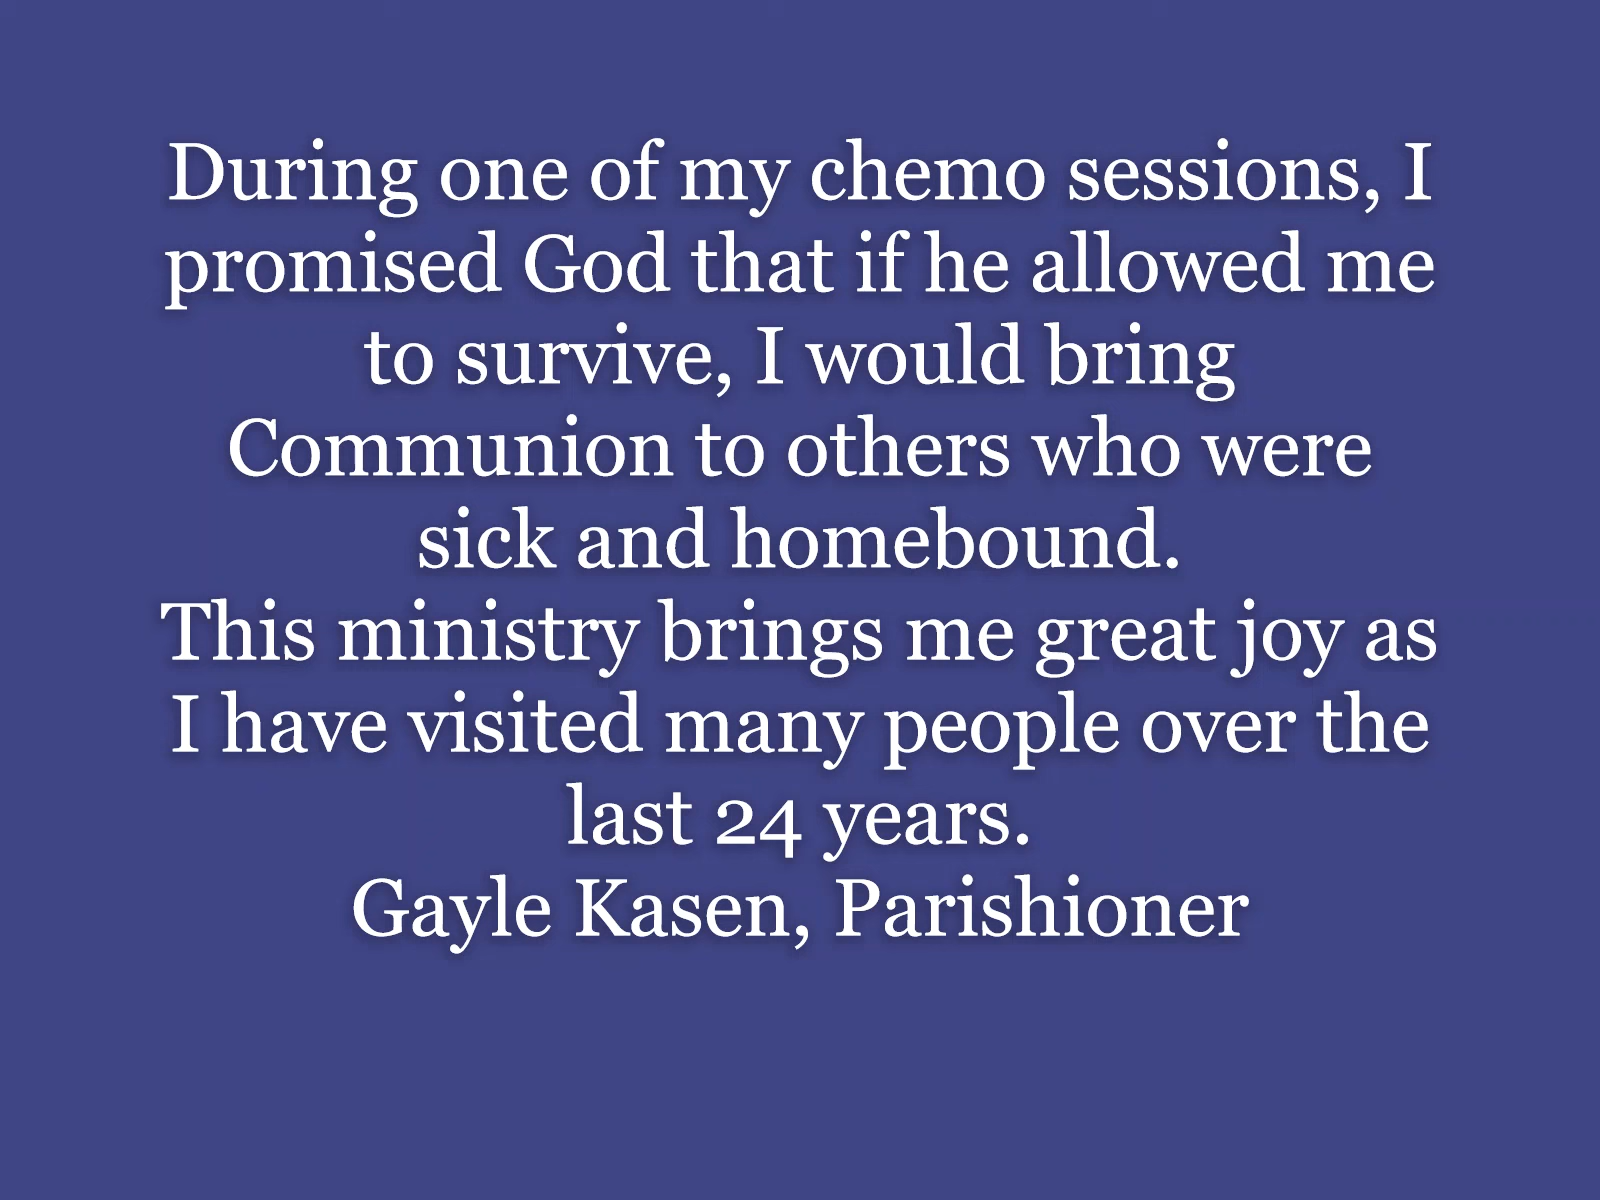 During one of my chemo sessions, I
promised God that if he allowed me
to survive, I would bring
Communion to others who were
sick and homebound.
This ministry brings me great joy as
I have visited many people over the
last 24 years.
Gayle Kasen, Parishioner